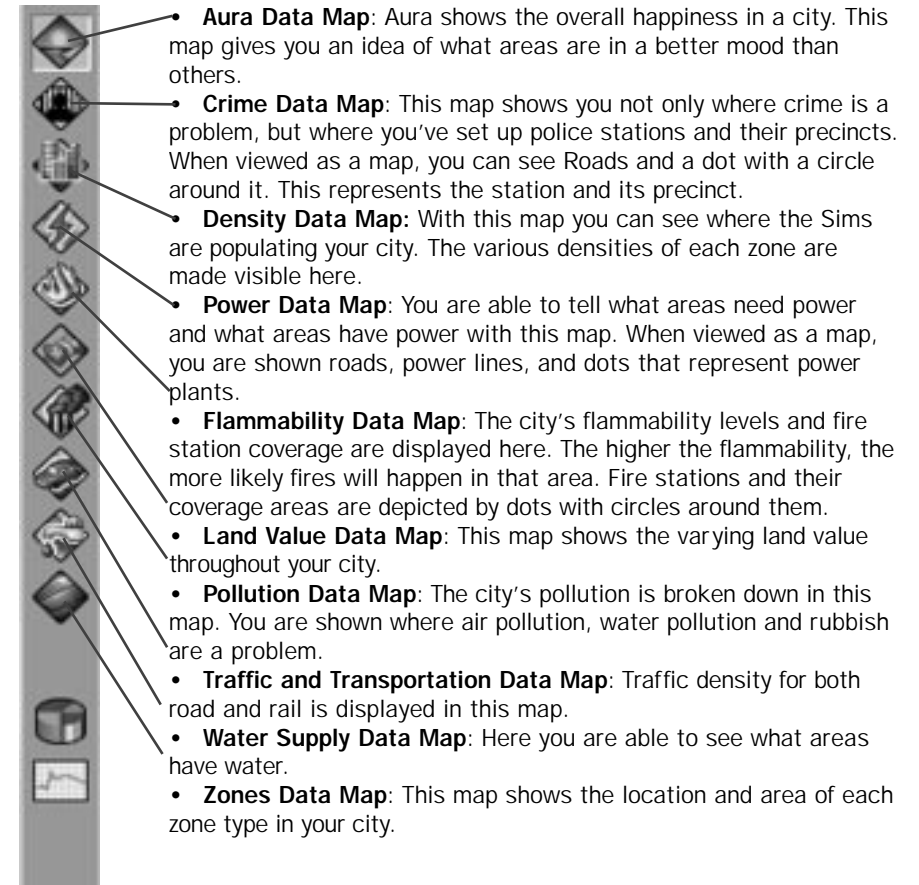 • Aura Data Map: Aura shows the overall happiness in a city. This
map gives you an idea of what areas are in a better mood than
others.
• Crime Data Map: This map shows you not only where crime is a
problem, but where you've set up police stations and their precincts.
When viewed as a map, you can see Roads and a dot with a circle
around it. This represents the station and its precinct.
• Density Data Map: With this map you can see where the Sims
are populating your city. The various densities of each zone are
made visible here.
• Power Data Map: You are able to tell what areas need power
and what areas have power with this map. When viewed as a map,
you are shown roads, power lines, and dots that represent power
plants.
• Flammability Data Map: The city's flammability levels and fire
station coverage are displayed here. The higher the flammability, the
more likely fires will happen in that area. Fire stations and their
coverage areas are depicted by dots with circles around them.
• Land Value Data Map: This map shows the varying land value
throughout your city.
• Pollution Data Map: The city's pollution is broken down in this
map. You are shown where air pollution, water pollution and rubbish
are a problem.
• Traffic and Transportation Data Map: Traffic density for both
road and rail is displayed in this map.
• Water Supply Data Map: Here you are able to see what areas
have water.
• Zones Data Map: This map shows the location and area of each
zone type in your city.